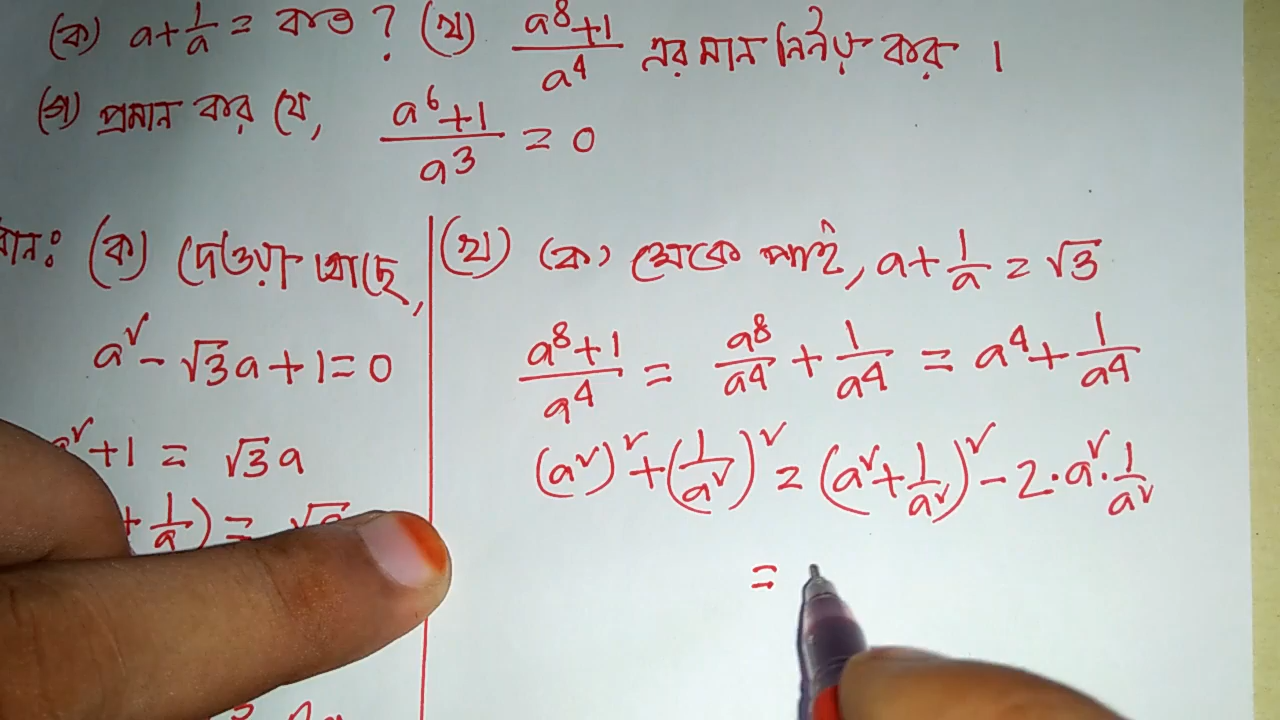 (ক) a+1/a = কত ? (খ) a⁸+1/a⁴ এর মান নির্নয় কর ।
(গ) প্রমান কর যে, a⁶+1/a³ = 0
(ক) দেওয়া আছে,
a² - √3a + 1 = 0
+1 = √3a
1/a) =
(খ) (ক) থেকে পাই, a+1/a = √3
a⁸+1/a⁴ = a⁸/a⁴ + 1/a⁴ = a⁴ + 1/a⁴
(a²)² + (1/a²)² = (a²+1/a²)² - 2·a²·1/a²
=